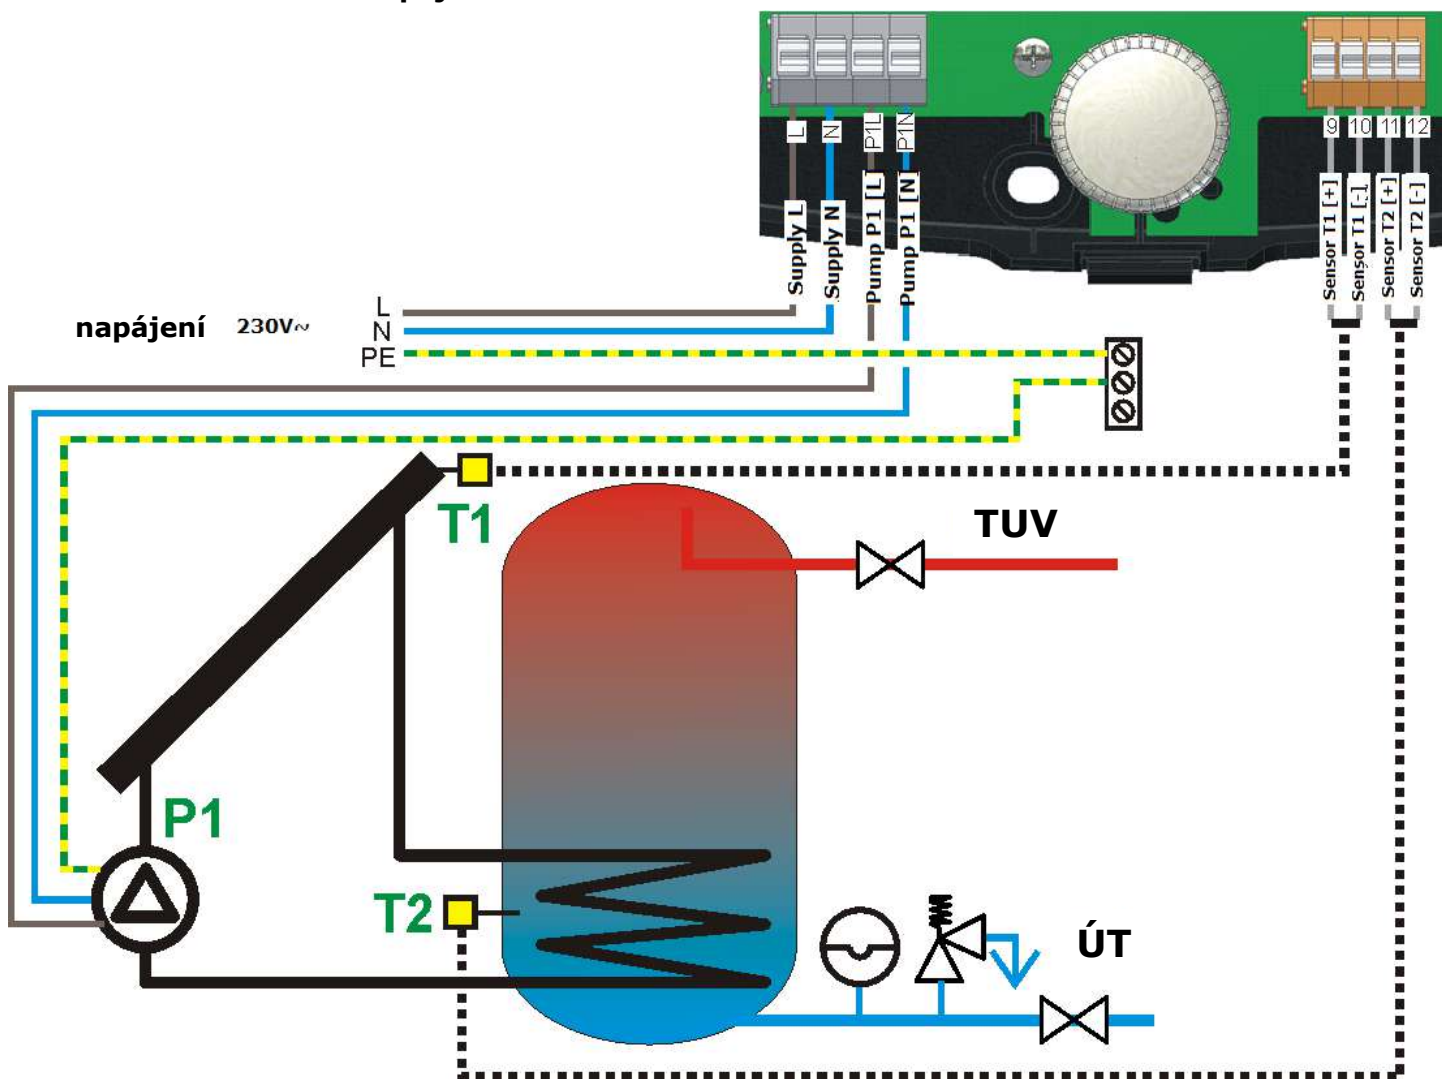 L
N
P1L
P1N
9
10
11
12
Supply L
Supply N
Pump P1 [L]
Pump P1 [N]
Sensor T1 [+]
Sensor T1 [-]
Sensor T2 [+]
Sensor T2 [-]
napájení 230V~
L
N
PE
T1
TUV
P1
T2
ÚT